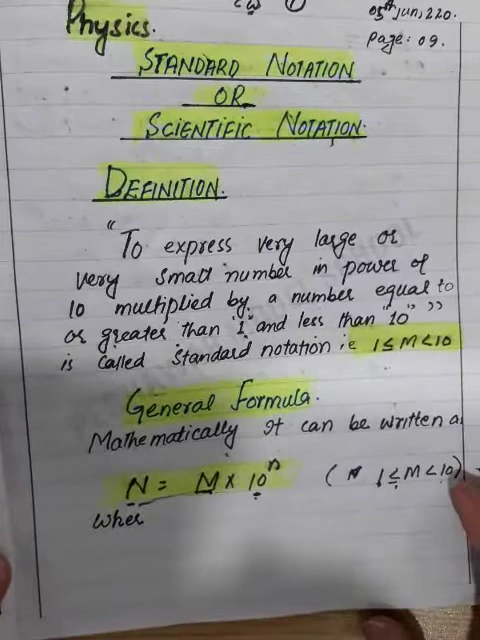 Physics.
05th Jun, 220.
Page: 09.
STANDARD NOTATION
OR
SCIENTIFIC NOTATION.
DEFINITION.
"To express very large or
very small number in power of
10 multiplied by a number equal to
or greater than "1" and less than "10" "
is called standard notation i.e 1≤M<10
General Formula.
Mathematically It can be written a
N = M x 10ⁿ ( 1≤M<10)
wher